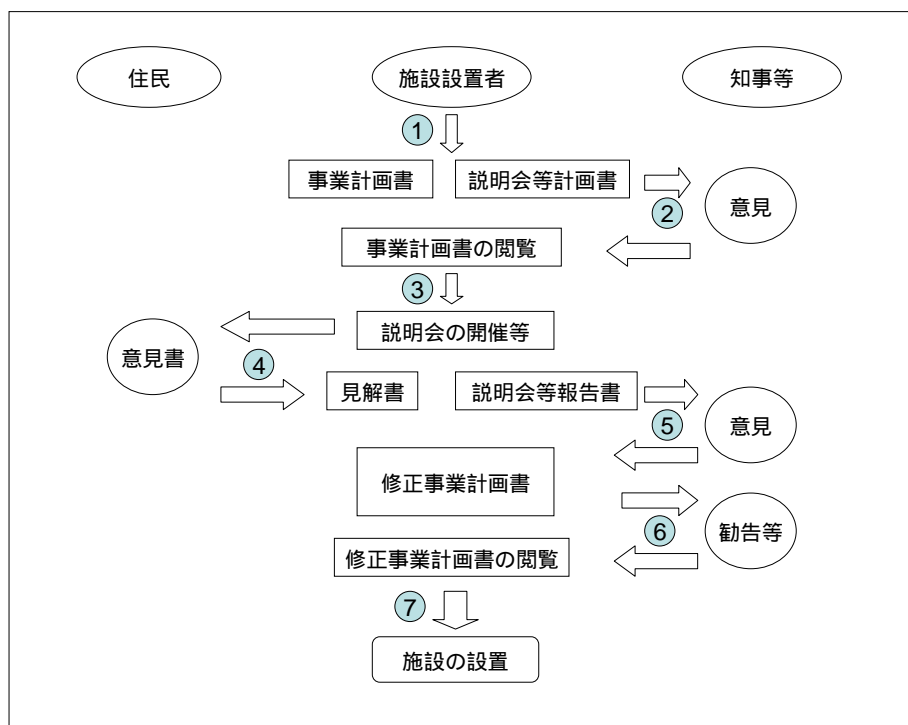 住民
施設設置者
知事等
1
事業計画書
説明会等計画書
2
意見
事業計画書の閲覧
3
説明会の開催等
意見書
4
見解書
説明会等報告書
5
意見
修正事業計画書
6
勧告等
修正事業計画書の閲覧
7
施設の設置